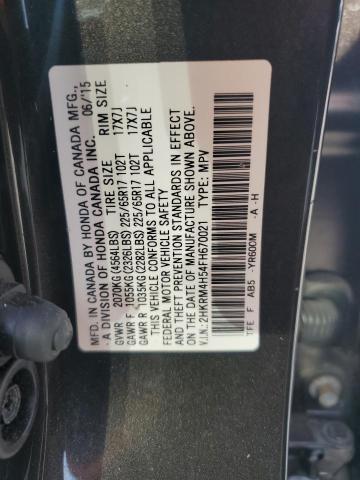 MFD. IN CANADA BY HONDA OF CANADA MFG.,
A DIVISION OF HONDA CANADA INC. 06/'15
TIRE SIZE RIM SIZE
GVWR 2070KG(4564LBS)
GAWR F 1055KG(2326LBS) 225/65R17 102T 17X7J
GAWR R 1035KG(2282LBS) 225/65R17 102T 17X7J
THIS VEHICLE CONFORMS TO ALL APPLICABLE
FEDERAL MOTOR VEHICLE SAFETY
AND THEFT PREVENTION STANDARDS IN EFFECT
ON THE DATE OF MANUFACTURE SHOWN ABOVE.
V.I.N.: 2HKRM4H54FH670021 TYPE: MPV
TFE F AB5 -YR600M -A -H